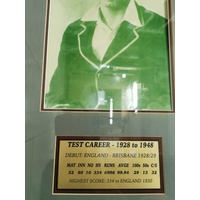 TEST CAREER - 1928 to 1948
DEBUT: ENGLAND - BRISBANE 1928/29
MAT INN NO HS RUNS AVGE 100s 50s C/S
52 80 10 334 6996 99.94 29 13 32
HIGHEST SCORE: 334 vs ENGLAND 1930